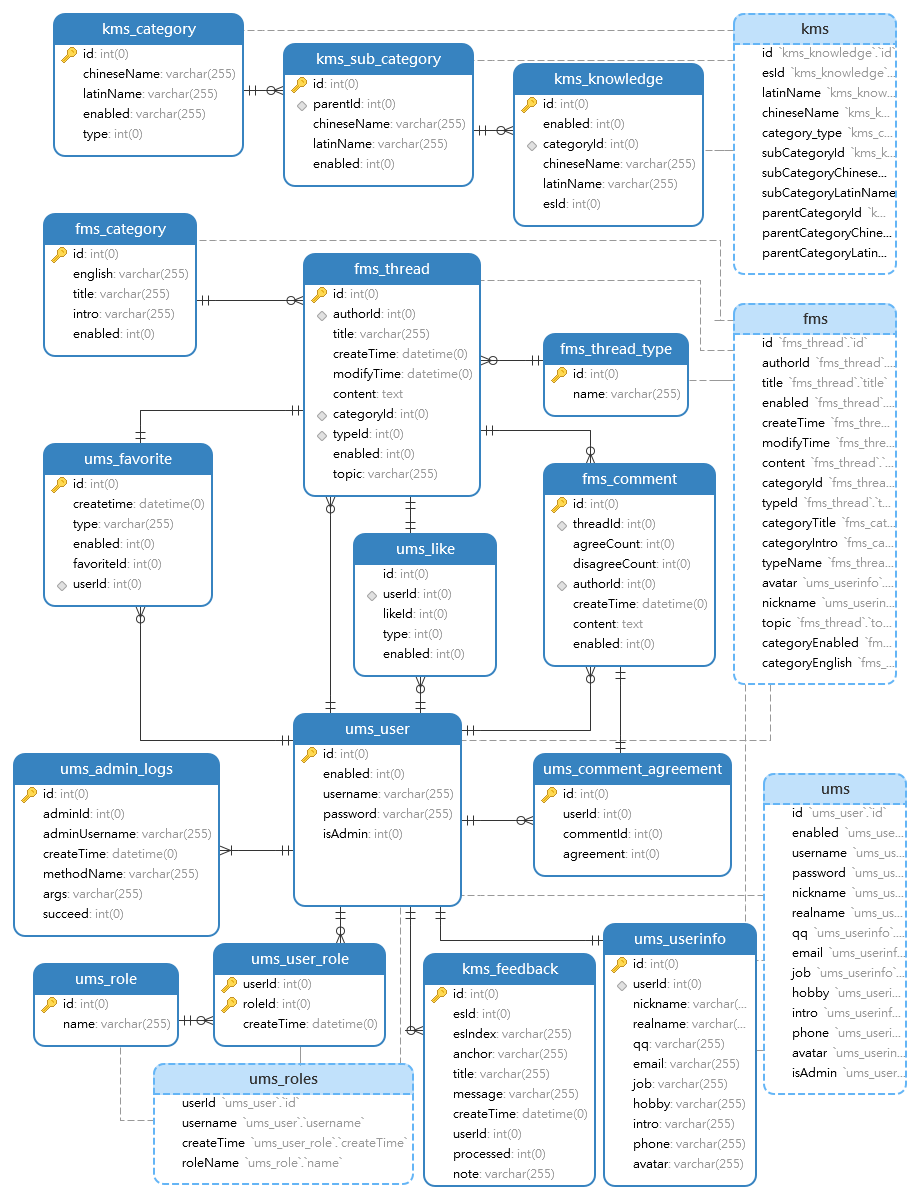 kms_category
id: int(0)
chineseName: varchar(255)
latinName: varchar(255)
enabled: varchar(255)
type: int(0)
kms_sub_category
id: int(0)
parentId: int(0)
chineseName: varchar(255)
latinName: varchar(255)
enabled: int(0)
kms_knowledge
id: int(0)
enabled: int(0)
categoryId: int(0)
chineseName: varchar(255)
latinName: varchar(255)
esId: int(0)
kms
id `kms_knowledge`.`id`
esId `kms_knowledge`...
latinName `kms_know...
chineseName `kms_k...
category_type `kms_c...
subCategoryId `kms_k...
subCategoryChinese...
subCategoryLatinName
parentCategoryId `k...
parentCategoryChine...
parentCategoryLatin...
fms_category
id: int(0)
english: varchar(255)
title: varchar(255)
intro: varchar(255)
enabled: int(0)
fms_thread
id: int(0)
authorId: int(0)
title: varchar(255)
createTime: datetime(0)
modifyTime: datetime(0)
content: text
categoryId: int(0)
typeId: int(0)
enabled: int(0)
topic: varchar(255)
fms_thread_type
id: int(0)
name: varchar(255)
fms
id `fms_thread`.`id`
authorId `fms_thread`....
title `fms_thread`.`title`
enabled `fms_thread`....
createTime `fms_thre...
modifyTime `fms_thre...
content `fms_thread`.`...
categoryId `fms_threa...
typeId `fms_thread`.`t...
categoryTitle `fms_cat...
categoryIntro `fms_ca...
typeName `fms_threa...
avatar `ums_userinfo`....
nickname `ums_userin...
topic `fms_thread`.`to...
categoryEnabled `fm...
categoryEnglish `fms_...
ums_favorite
id: int(0)
createtime: datetime(0)
type: varchar(255)
enabled: int(0)
favoriteId: int(0)
userId: int(0)
ums_like
id: int(0)
userId: int(0)
likeId: int(0)
type: int(0)
enabled: int(0)
fms_comment
id: int(0)
threadId: int(0)
agreeCount: int(0)
disagreeCount: int(0)
authorId: int(0)
createTime: datetime(0)
content: text
enabled: int(0)
ums_user
id: int(0)
enabled: int(0)
username: varchar(255)
password: varchar(255)
isAdmin: int(0)
ums_admin_logs
id: int(0)
adminId: int(0)
adminUsername: varchar(255)
createTime: datetime(0)
methodName: varchar(255)
args: varchar(255)
succeed: int(0)
ums_comment_agreement
id: int(0)
userId: int(0)
commentId: int(0)
agreement: int(0)
ums
id `ums_user`.`id`
enabled `ums_use...
username `ums_us...
password `ums_us...
nickname `ums_us...
realname `ums_us...
qq `ums_userinfo`....
email `ums_userinf...
job `ums_userinfo`...
hobby `ums_useri...
intro `ums_userinf...
phone `ums_useri...
avatar `ums_userin...
isAdmin `ums_user...
ums_role
id: int(0)
name: varchar(255)
ums_user_role
userId: int(0)
roleId: int(0)
createTime: datetime(0)
kms_feedback
id: int(0)
esId: int(0)
esIndex: varchar(255)
anchor: varchar(255)
title: varchar(255)
message: varchar(255)
createTime: datetime(0)
userId: int(0)
processed: int(0)
note: varchar(255)
ums_userinfo
id: int(0)
userId: int(0)
nickname: varchar(...
realname: varchar(...
qq: varchar(255)
email: varchar(255)
job: varchar(255)
hobby: varchar(255)
intro: varchar(255)
phone: varchar(255)
avatar: varchar(255)
ums_roles
userId `ums_user`.`id`
username `ums_user`.`username`
createTime `ums_user_role`.`createTime`
roleName `ums_role`.`name`